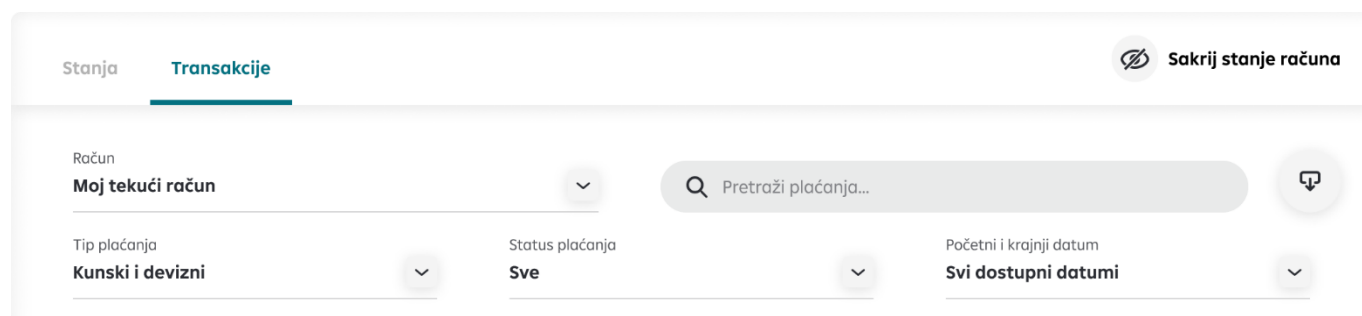 Stanja Transakcije Sakrij stanje računa
Račun
Moj tekući račun
Pretraži plaćanja...
Tip plaćanja Status plaćanja Početni i krajnji datum
Kunski i devizni Sve Svi dostupni datumi